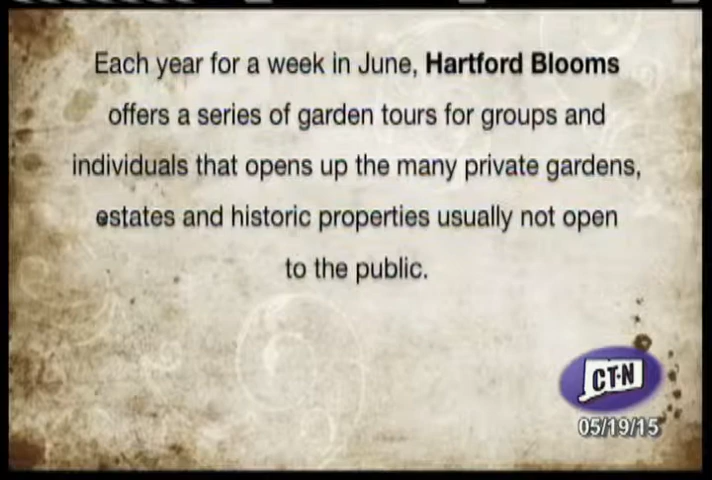 Each year for a week in June, Hartford Blooms
offers a series of garden tours for groups and
individuals that opens up the many private gardens,
estates and historic properties usually not open
to the public.
CT-N
05/19/15